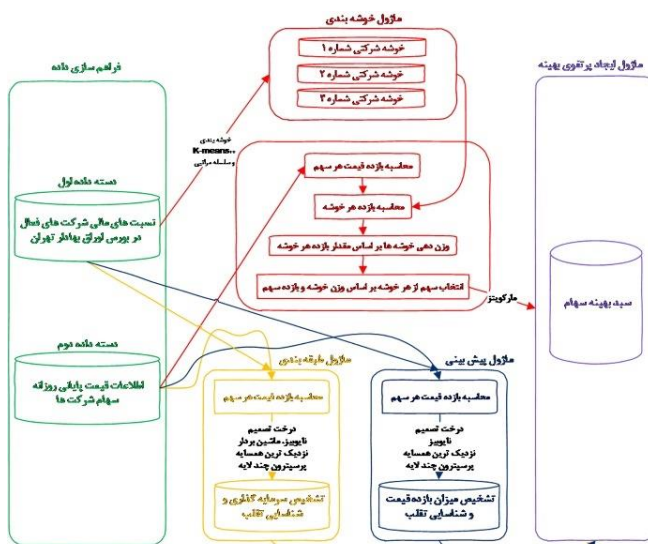 ماژول خوشه بندی
خوشه شرکتی شماره ۱
خوشه شرکتی شماره ۲
خوشه شرکتی شماره ۳
فراهم سازی داده
دسته داده اول
نسبت های مالی شرکت های فعال
در بورس اوراق بهادار تهران
دسته داده دوم
اطلاعات قیمت پایانی روزانه
سهام شرکت ها
خوشه بندی
K-means..
و سلسله مراتبی
محاسبه بازده قیمت هر سهم
محاسبه بازده هر خوشه
وزن دهی خوشه ها بر اساس مقدار بازده هر خوشه
انتخاب سهم از هر خوشه بر اساس وزن خوشه و بازده سهم
مارکویتز
ماژول ایجاد پرتفوی بهینه
سبد بهینه سهام
ماژول پیش بینی
محاسبه بازده قیمت هر سهم
درخت تصمیم
نایوبیز
نزدیک ترین همسایه
پرسپترون چند لایه
تشخیص میزان بازده قیمت
و شناسایی تقلب
ماژول طبقه بندی
محاسبه بازده قیمت هر سهم
درخت تصمیم
نایوبیز. ماشین بردار
نزدیک ترین همسایه
پرسپترون چند لایه
تشخیص سرمایه گذاری و
شناسایی تقلب